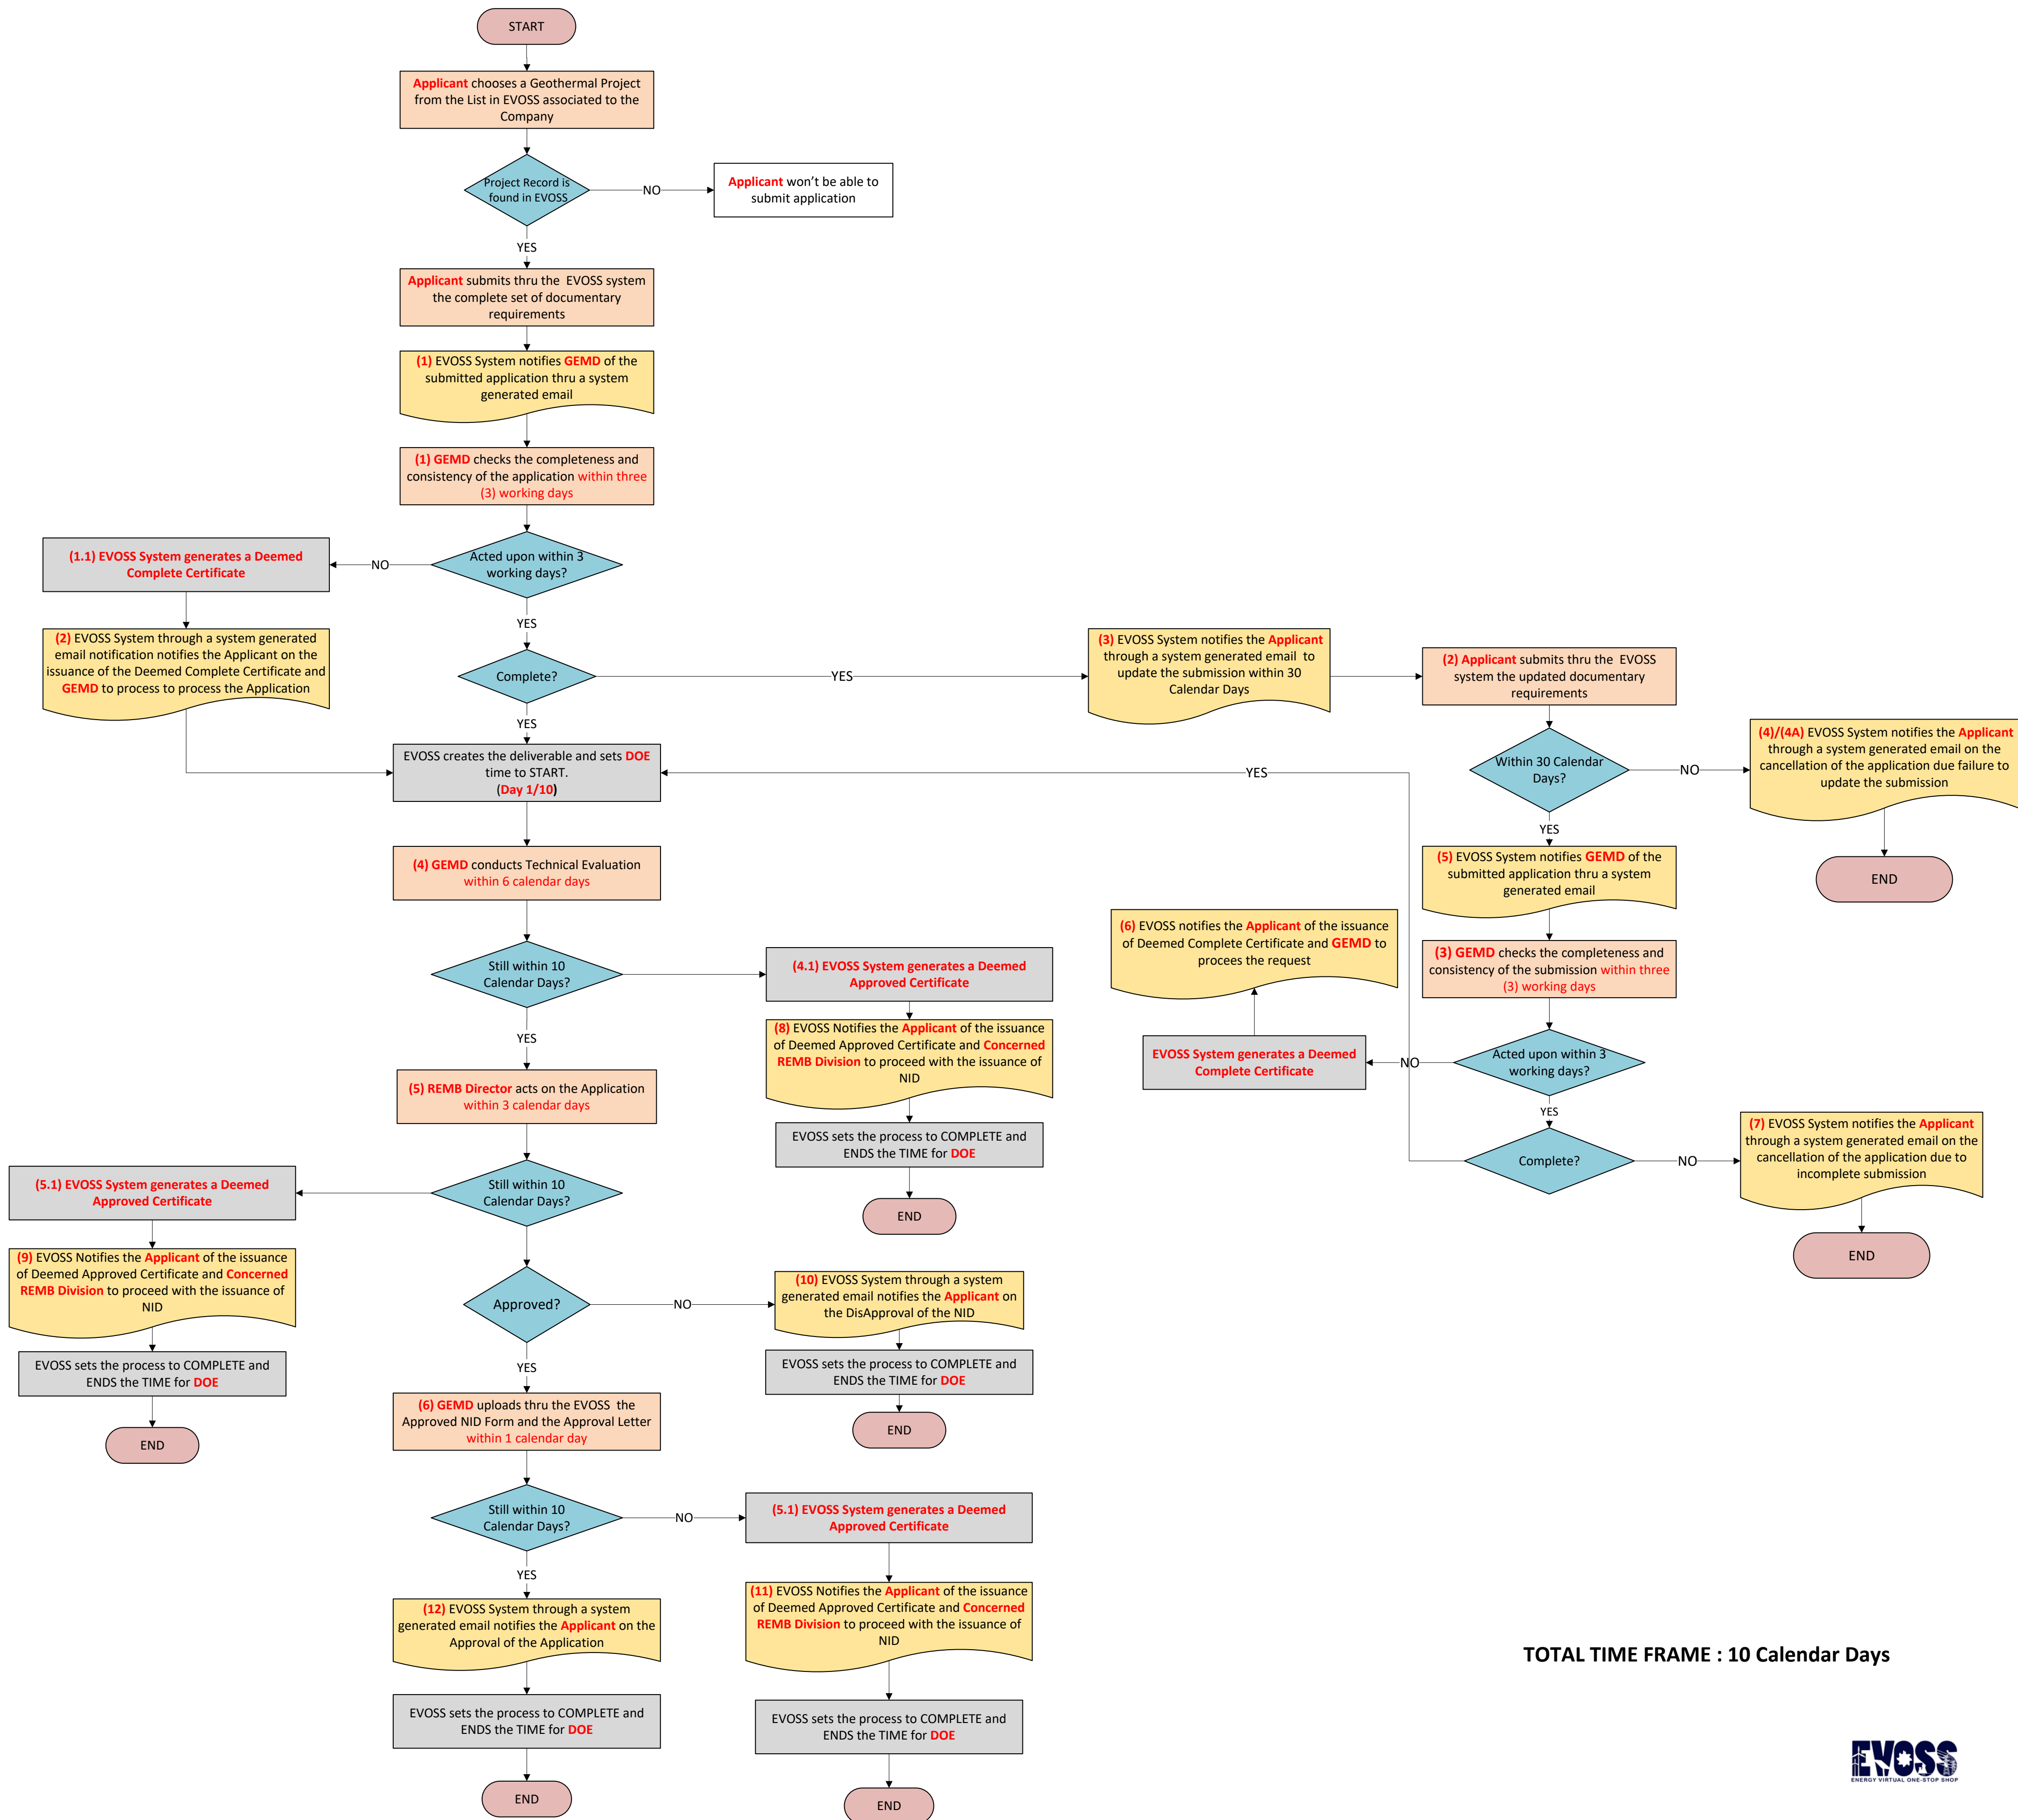 START
Applicant chooses a Geothermal Project
from the List in EVOSS associated to the
Company
Project Record is
found in EVOSS
NO
Applicant won't be able to
submit application
YES
Applicant submits thru the EVOSS system
the complete set of documentary
requirements
(1) EVOSS System notifies GEMD of the
submitted application thru a system
generated email
(1) GEMD checks the completeness and
consistency of the application within three
(3) working days
Acted upon within 3
working days?
NO
(1.1) EVOSS System generates a Deemed
Complete Certificate
(2) EVOSS System through a system generated
email notification notifies the Applicant on the
issuance of the Deemed Complete Certificate and
GEMD to process to process the Application
YES
Complete?
YES
(3) EVOSS System notifies the Applicant
through a system generated email to
update the submission within 30
Calendar Days
(2) Applicant submits thru the EVOSS
system the updated documentary
requirements
Within 30 Calendar
Days?
NO
(4)/(4A) EVOSS System notifies the Applicant
through a system generated email on the
cancellation of the application due failure to
update the submission
END
YES
(5) EVOSS System notifies GEMD of the
submitted application thru a system
generated email
(3) GEMD checks the completeness and
consistency of the submission within three
(3) working days
Acted upon within 3
working days?
NO
EVOSS System generates a Deemed
Complete Certificate
(6) EVOSS notifies the Applicant of the issuance
of Deemed Complete Certificate and GEMD to
procees the request
YES
Complete?
NO
(7) EVOSS System notifies the Applicant
through a system generated email on the
cancellation of the application due to
incomplete submission
END
YES
YES
EVOSS creates the deliverable and sets DOE
time to START.
(Day 1/10)
(4) GEMD conducts Technical Evaluation
within 6 calendar days
Still within 10
Calendar Days?
(4.1) EVOSS System generates a Deemed
Approved Certificate
(8) EVOSS Notifies the Applicant of the issuance
of Deemed Approved Certificate and Concerned
REMB Division to proceed with the issuance of
NID
EVOSS sets the process to COMPLETE and
ENDS the TIME for DOE
END
YES
(5) REMB Director acts on the Application
within 3 calendar days
Still within 10
Calendar Days?
(5.1) EVOSS System generates a Deemed
Approved Certificate
(9) EVOSS Notifies the Applicant of the issuance
of Deemed Approved Certificate and Concerned
REMB Division to proceed with the issuance of
NID
EVOSS sets the process to COMPLETE and
ENDS the TIME for DOE
END
Approved?
NO
(10) EVOSS System through a system
generated email notifies the Applicant on
the DisApproval of the NID
EVOSS sets the process to COMPLETE and
ENDS the TIME for DOE
END
YES
(6) GEMD uploads thru the EVOSS the
Approved NID Form and the Approval Letter
within 1 calendar day
Still within 10
Calendar Days?
NO
(5.1) EVOSS System generates a Deemed
Approved Certificate
(11) EVOSS Notifies the Applicant of the issuance
of Deemed Approved Certificate and Concerned
REMB Division to proceed with the issuance of
NID
EVOSS sets the process to COMPLETE and
ENDS the TIME for DOE
END
YES
(12) EVOSS System through a system
generated email notifies the Applicant on the
Approval of the Application
EVOSS sets the process to COMPLETE and
ENDS the TIME for DOE
END
TOTAL TIME FRAME : 10 Calendar Days
EVOSS
ENERGY VIRTUAL ONE-STOP SHOP